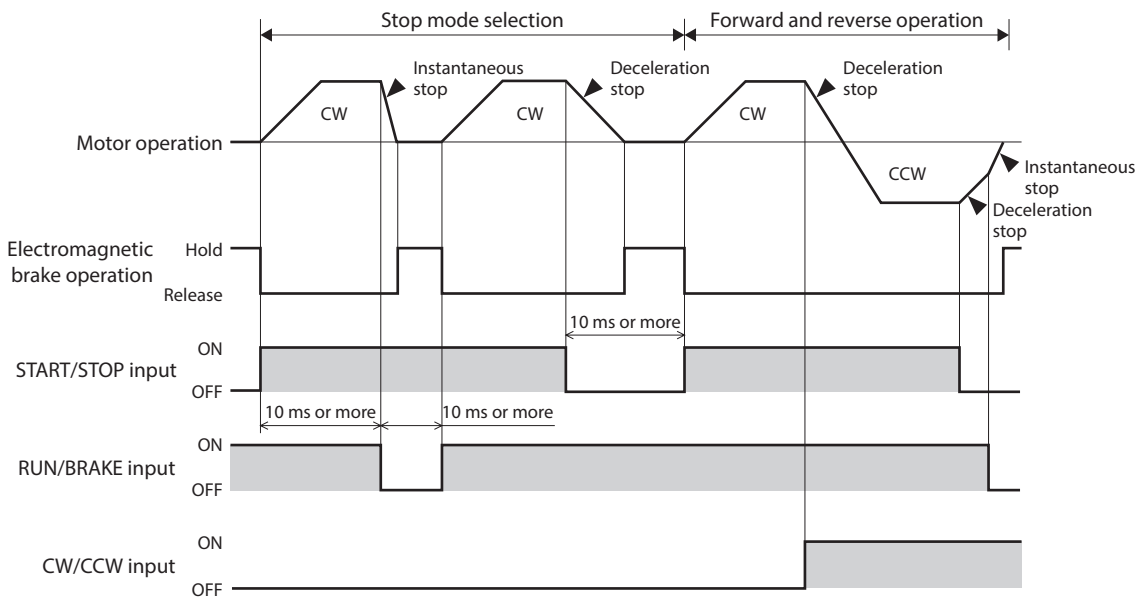 Stop mode selection
Forward and reverse operation
Instantaneous
stop
Deceleration
stop
Deceleration
stop
CW
CW
CW
Motor operation
CCW
Instantaneous
stop
Deceleration
stop
Electromagnetic
brake operation
Hold
Release
10 ms or more
START/STOP input
ON
OFF
10 ms or more
10 ms or more
RUN/BRAKE input
ON
OFF
CW/CCW input
ON
OFF